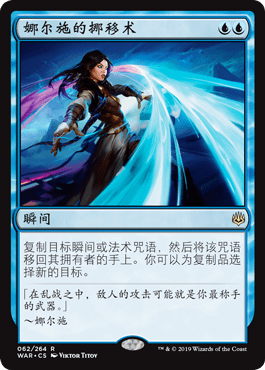 娜尔施的挪移术
瞬间
复制目标瞬间或法术咒语，然后将该咒语
移回其拥有者的手上。你可以为复制品选
择新的目标。
「在乱战之中，敌人的攻击可能就是你最称手
的武器。」
～娜尔施
062/264 R
WAR • CS VIKTOR TITOV
™ & © 2019 Wizards of the Coast